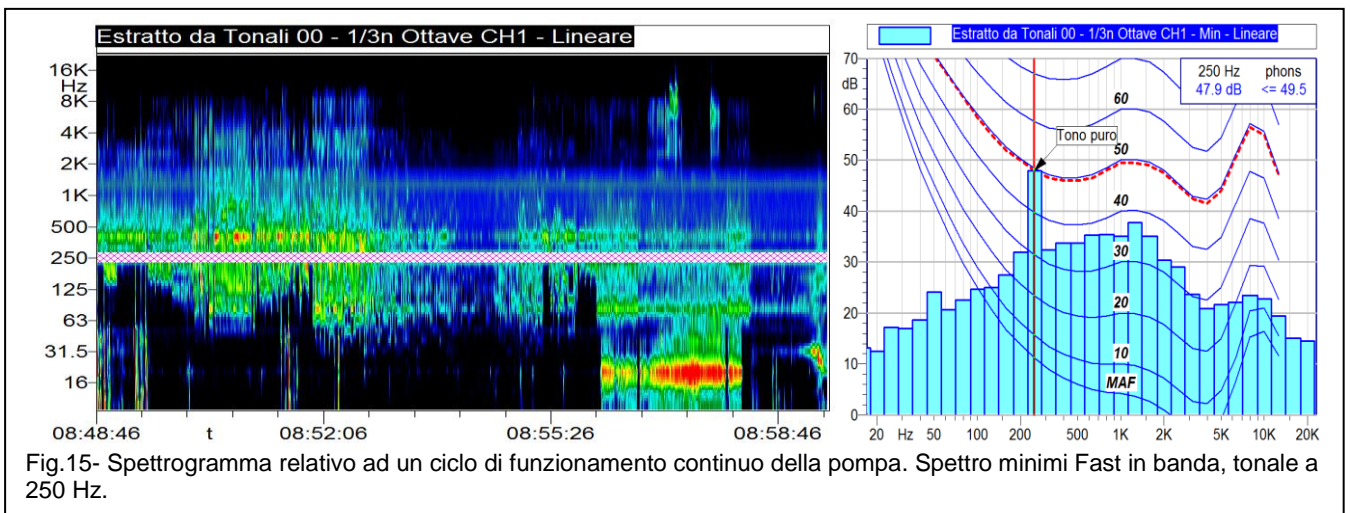 Estratto da Tonali 00 - 1/3n Ottave CH1 - Lineare
16K
Hz
8K
4K
2K
1K
500
250
125
63
31.5
16
08:48:46 t 08:52:06 08:55:26 08:58:46
Estratto da Tonali 00 - 1/3n Ottave CH1 - Min - Lineare
70
dB
60
50
40
30
20
10
0
250 Hz phons
47.9 dB <= 49.5
60
Tono puro
50
40
30
20
10
MAF
20 Hz 50 100 200 500 1K 2K 5K 10K 20K
Fig.15- Spettrogramma relativo ad un ciclo di funzionamento continuo della pompa. Spettro minimi Fast in banda, tonale a
250 Hz.